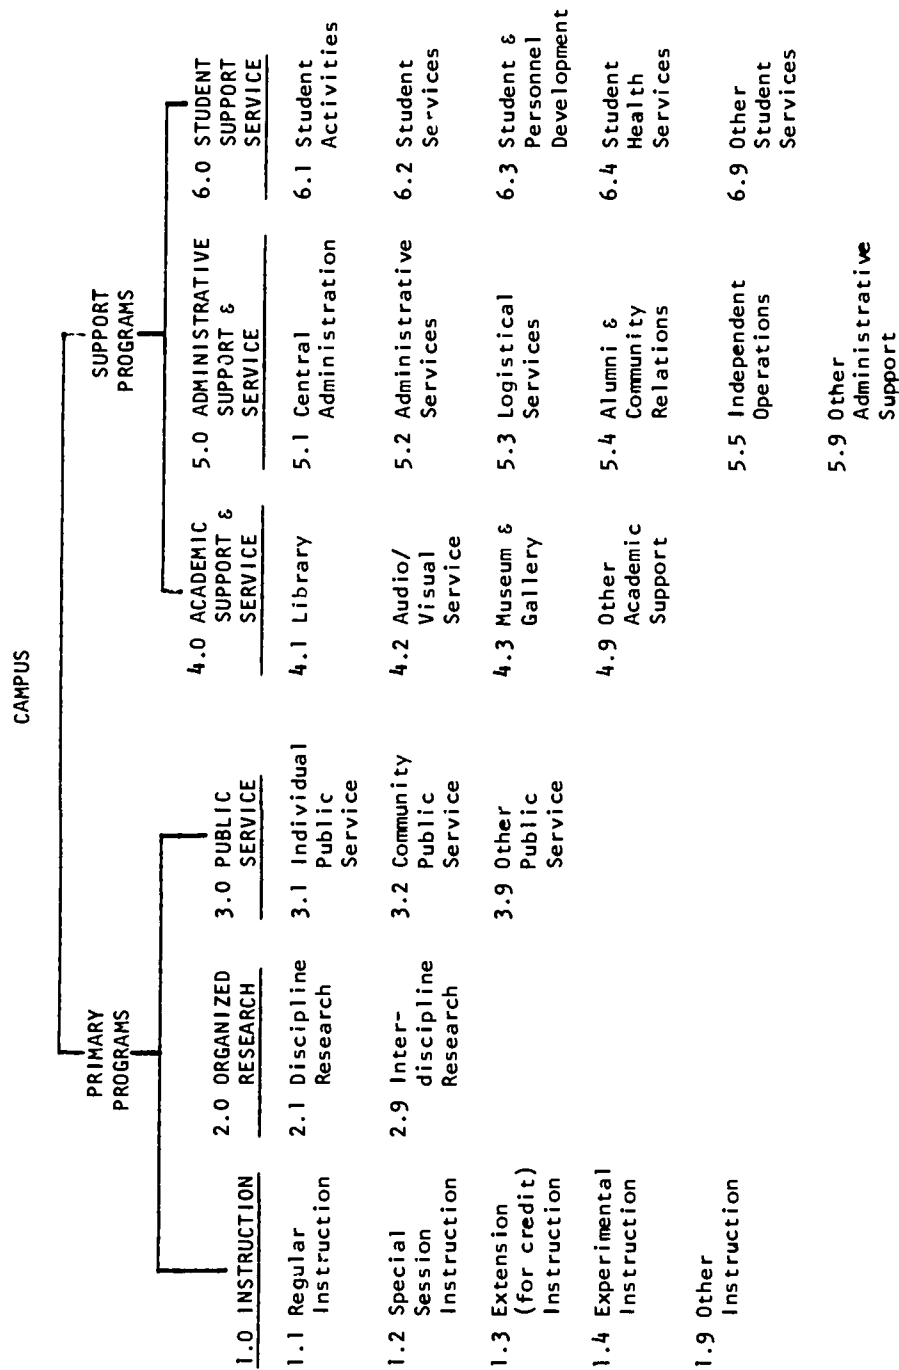 CAMPUS
PRIMARY
PROGRAMS
1.0 INSTRUCTION
1.1 Regular
Instruction
1.2 Special
Session
Instruction
1.3 Extension
(for credit)
Instruction
1.4 Experimental
Instruction
1.9 Other
Instruction
2.0 ORGANIZED
RESEARCH
2.1 Discipline
Research
2.9 Inter-
discipline
Research
3.0 PUBLIC
SERVICE
3.1 Individual
Public
Service
3.2 Community
Public
Service
3.9 Other
Public
Service
SUPPORT
PROGRAMS
4.0 ACADEMIC
SUPPORT &
SERVICE
4.1 Library
4.2 Audio/
Visual
Service
4.3 Museum &
Gallery
4.9 Other
Academic
Support
5.0 ADMINISTRATIVE
SUPPORT &
SERVICE
5.1 Central
Administration
5.2 Administrative
Services
5.3 Logistical
Services
5.4 Alumni &
Community
Relations
5.5 Independent
Operations
5.9 Other
Administrative
Support
6.0 STUDENT
SUPPORT
SERVICE
6.1 Student
Activities
6.2 Student
Services
6.3 Student &
Personnel
Development
6.4 Student
Health
Services
6.9 Other
Student
Services